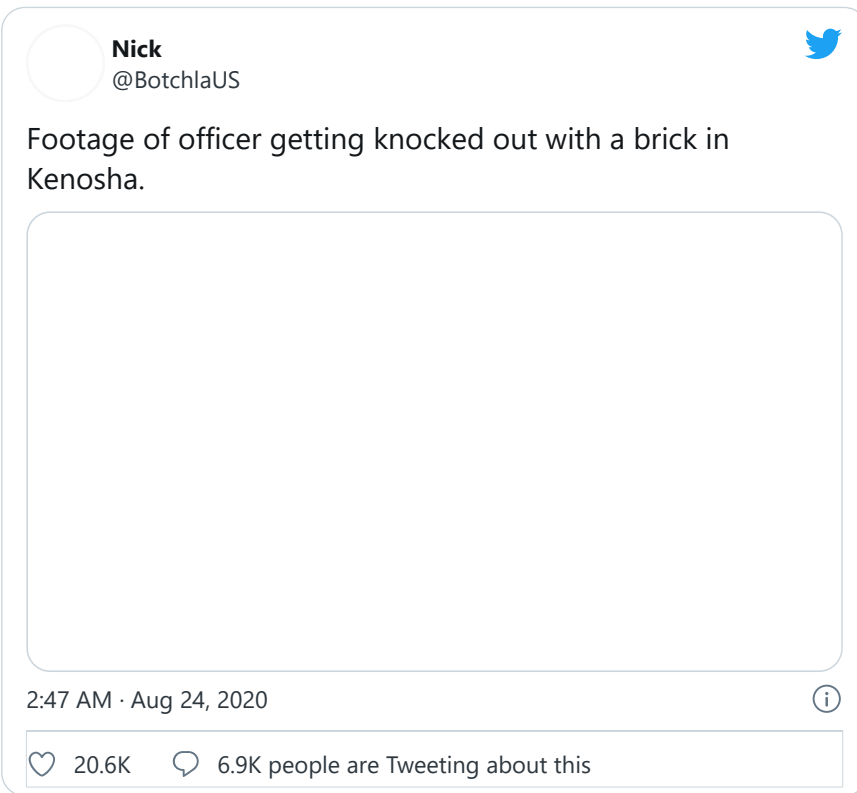 Nick
@BotchlaUS
Footage of officer getting knocked out with a brick in
Kenosha.
2:47 AM · Aug 24, 2020
20.6K 6.9K people are Tweeting about this